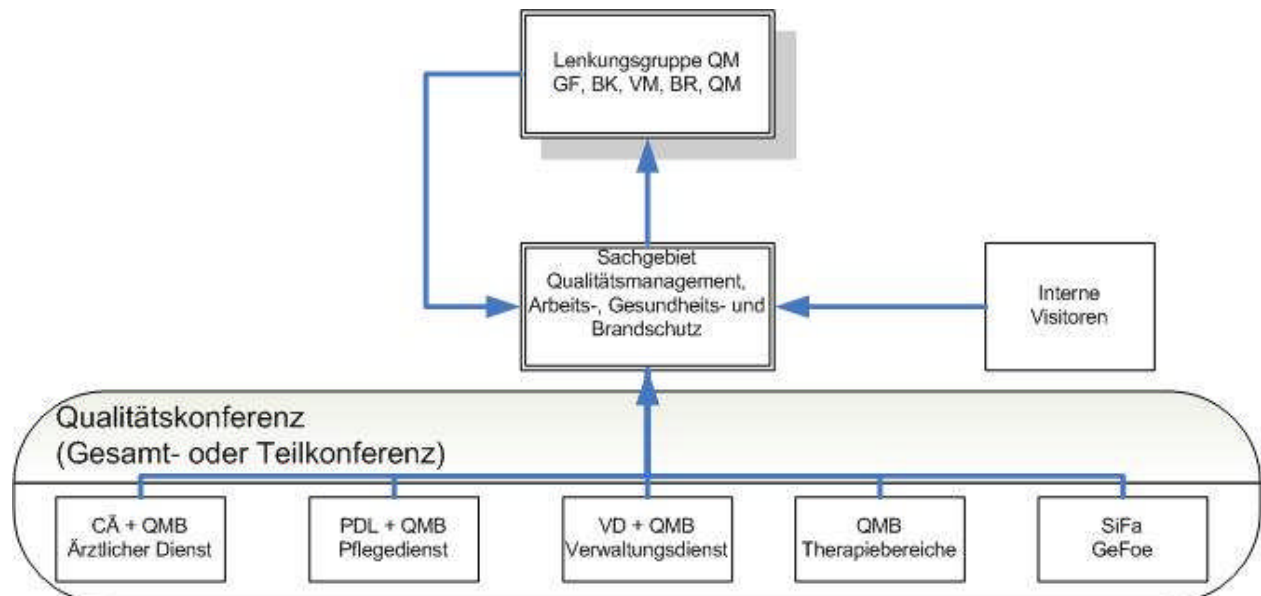 Lenkungsgruppe QM
GF, BK, VM, BR, QM
Sachgebiet
Qualitätsmanagement,
Arbeits-, Gesundheits- und
Brandschutz
Interne
Visitoren
Qualitätskonferenz
(Gesamt- oder Teilkonferenz)
CÄ + QMB
Ärztlicher Dienst
PDL + QMB
Pflegedienst
VD + QMB
Verwaltungsdienst
QMB
Therapiebereiche
SiFa
GeFoe